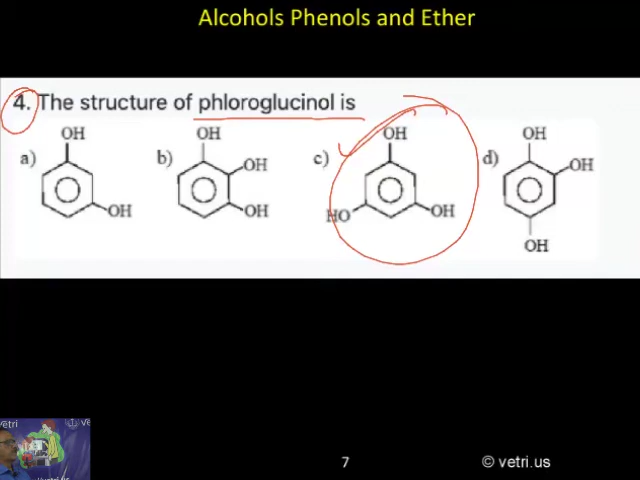 Alcohols Phenols and Ether
4. The structure of phloroglucinol is
a) OH OH
b) OH OH OH
c) OH HO OH
d) OH OH OH
7
© vetri.us